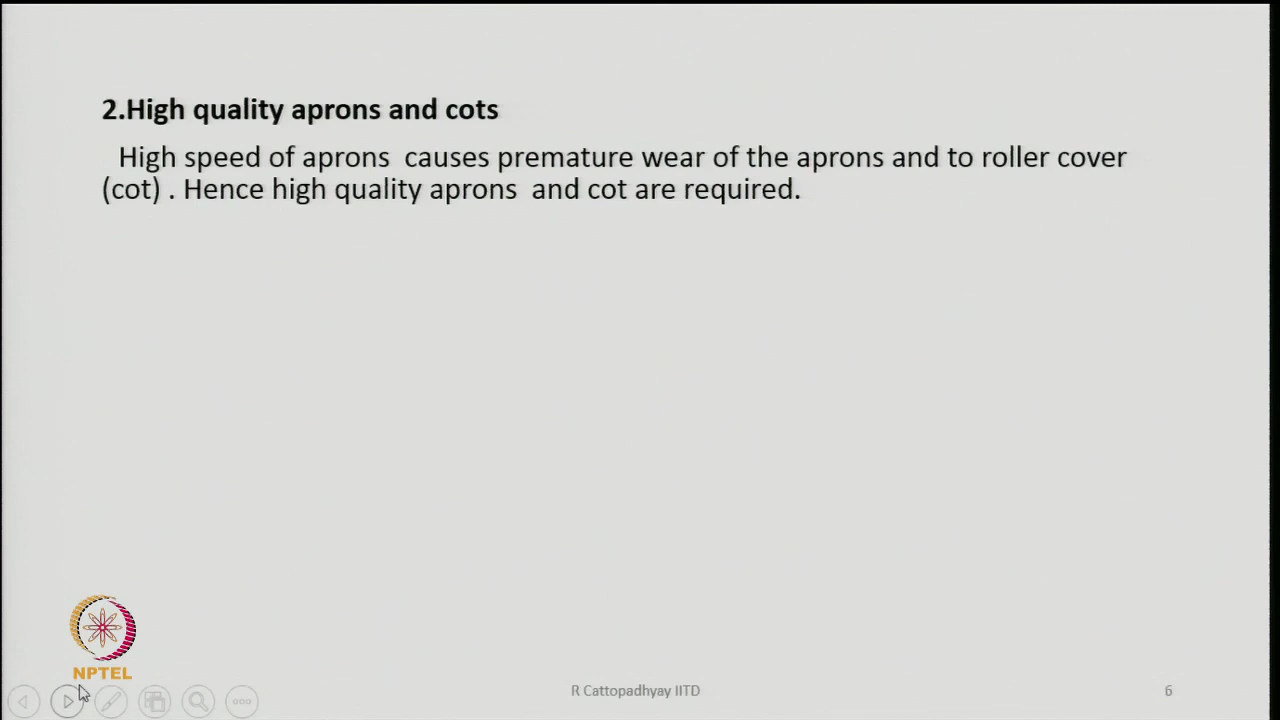 2.High quality aprons and cots
High speed of aprons causes premature wear of the aprons and to roller cover
(cot) . Hence high quality aprons and cot are required.
NPTEL
R Cattopadhyay IITD
6